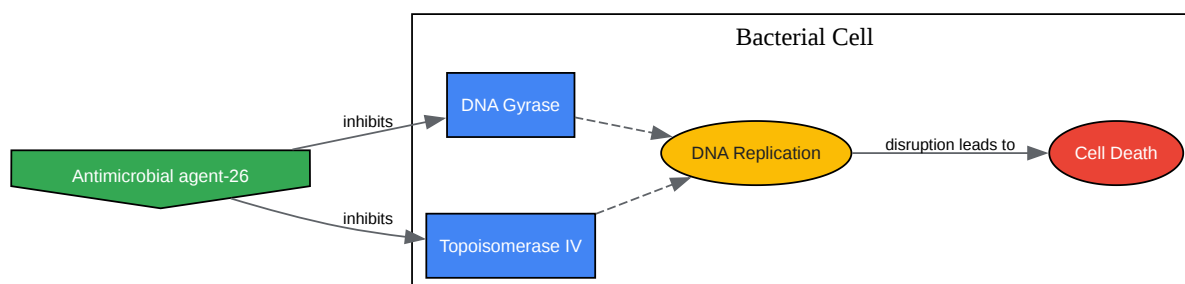 Bacterial Cell
DNA Gyrase
inhibits
disruption leads to
DNA Replication
Cell Death
Antimicrobial agent-26
inhibits
Topoisomerase IV